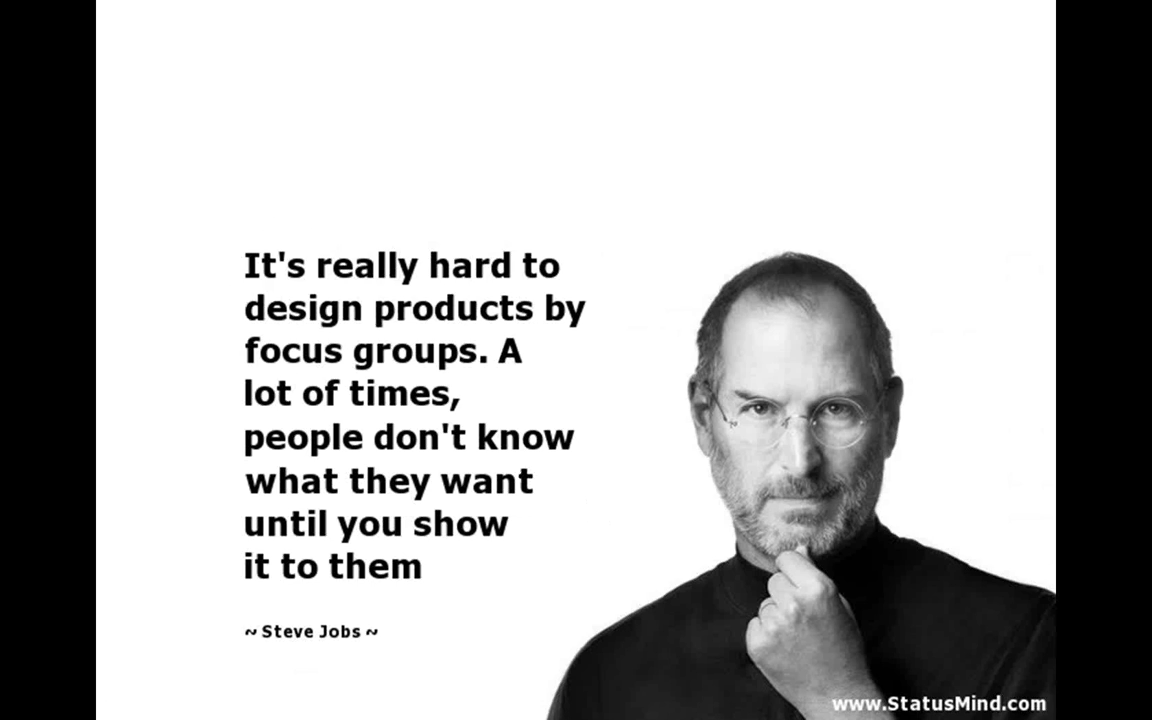 It's really hard to
design products by
focus groups. A
lot of times,
people don't know
what they want
until you show
it to them
~ Steve Jobs ~
www.StatusMind.com